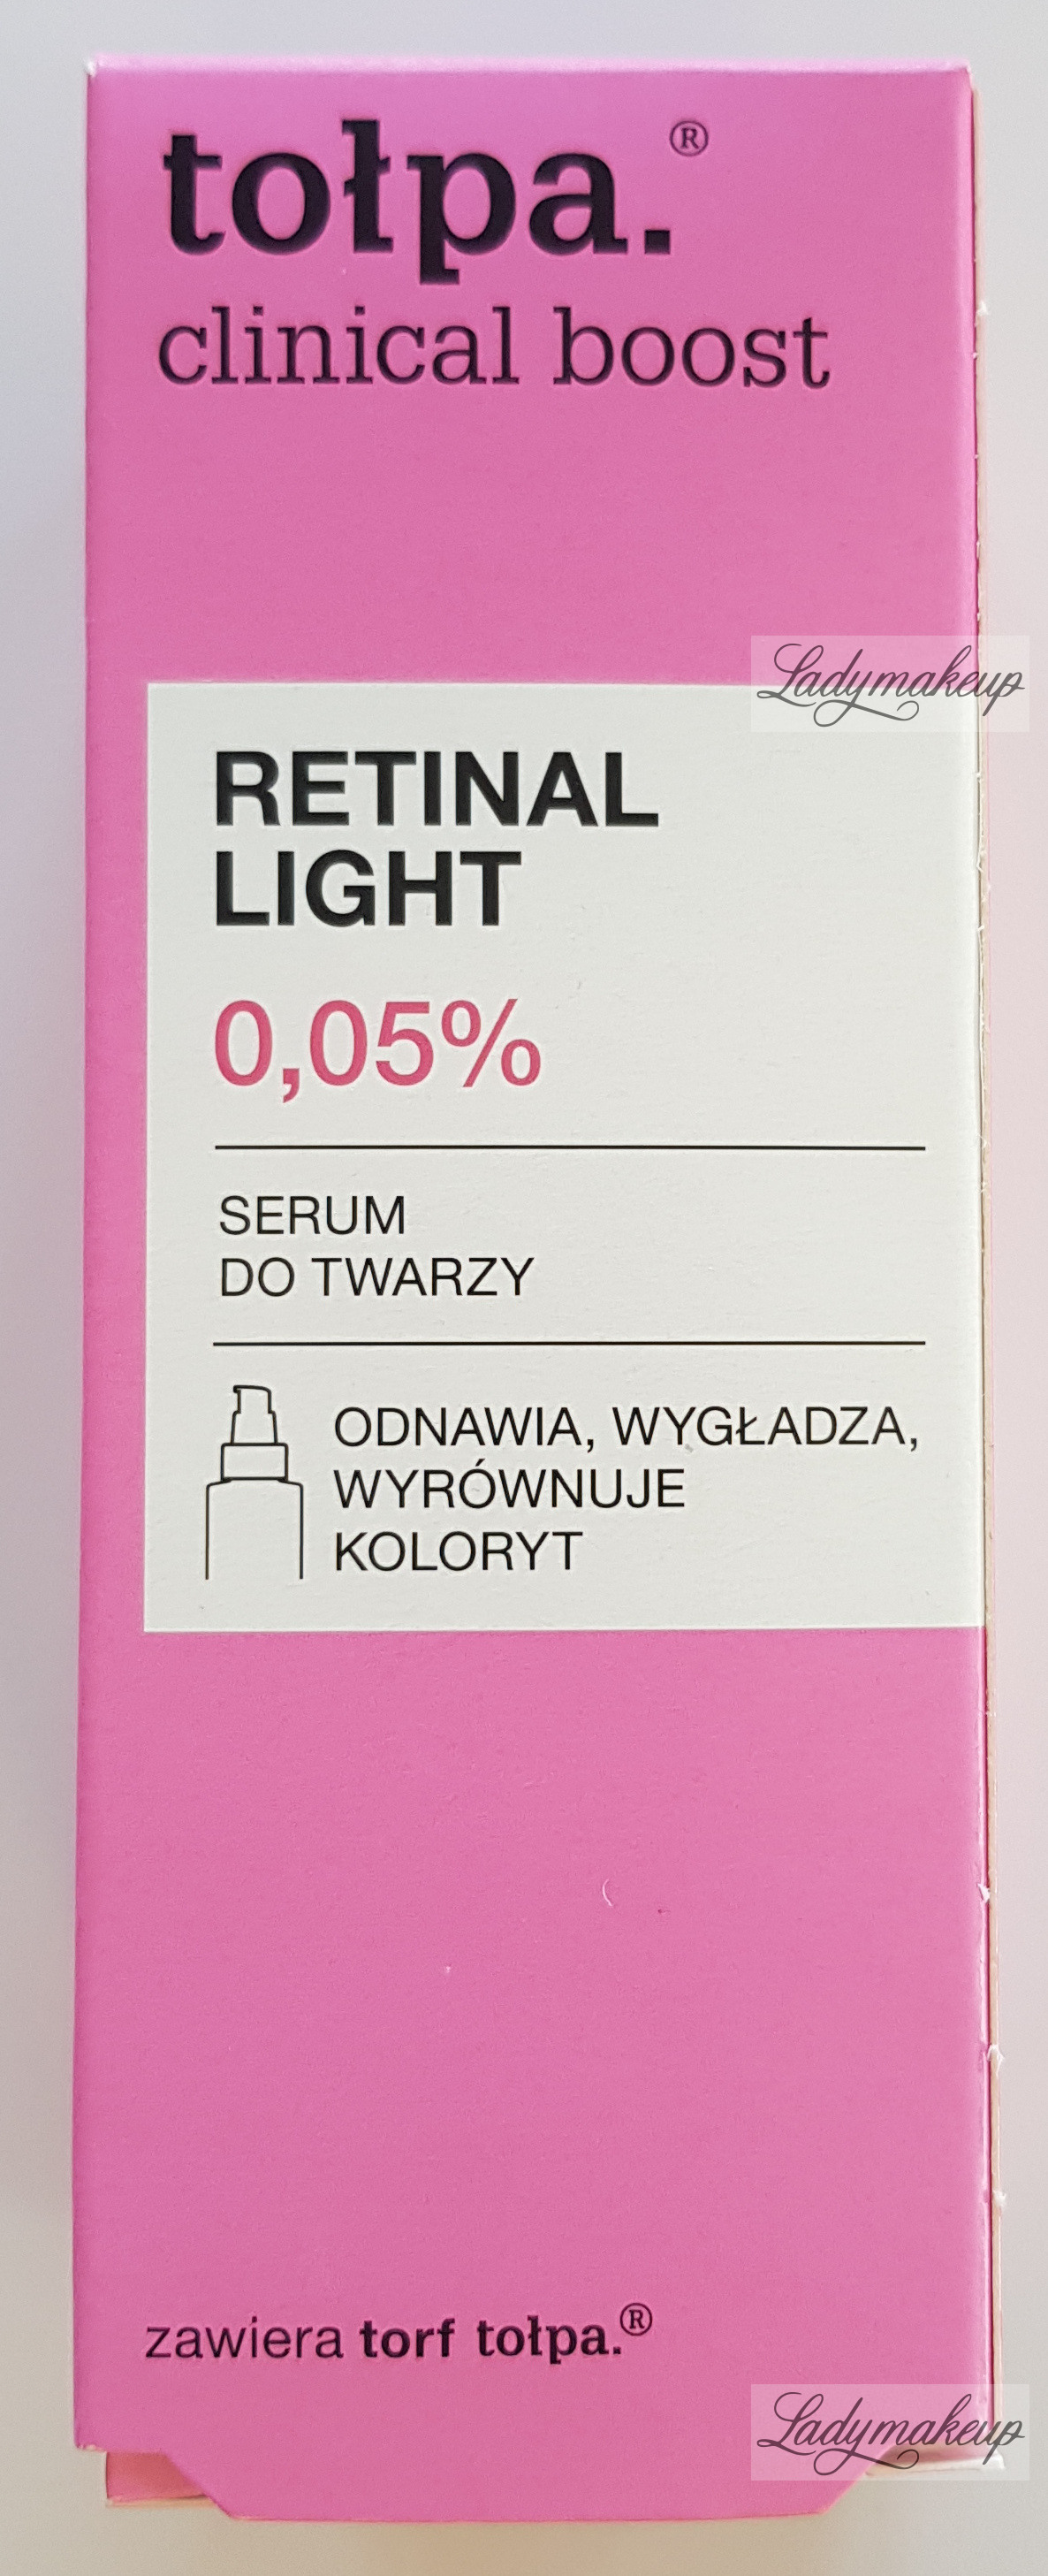 tołpa.®
clinical boost
Ladymakeup
RETINAL
LIGHT
0,05%
SERUM
DO TWARZY
ODNAWIA, WYGŁADZA,
WYRÓWNUJE
KOLORYT
zawiera torf tołpa.®
Ladymakeup